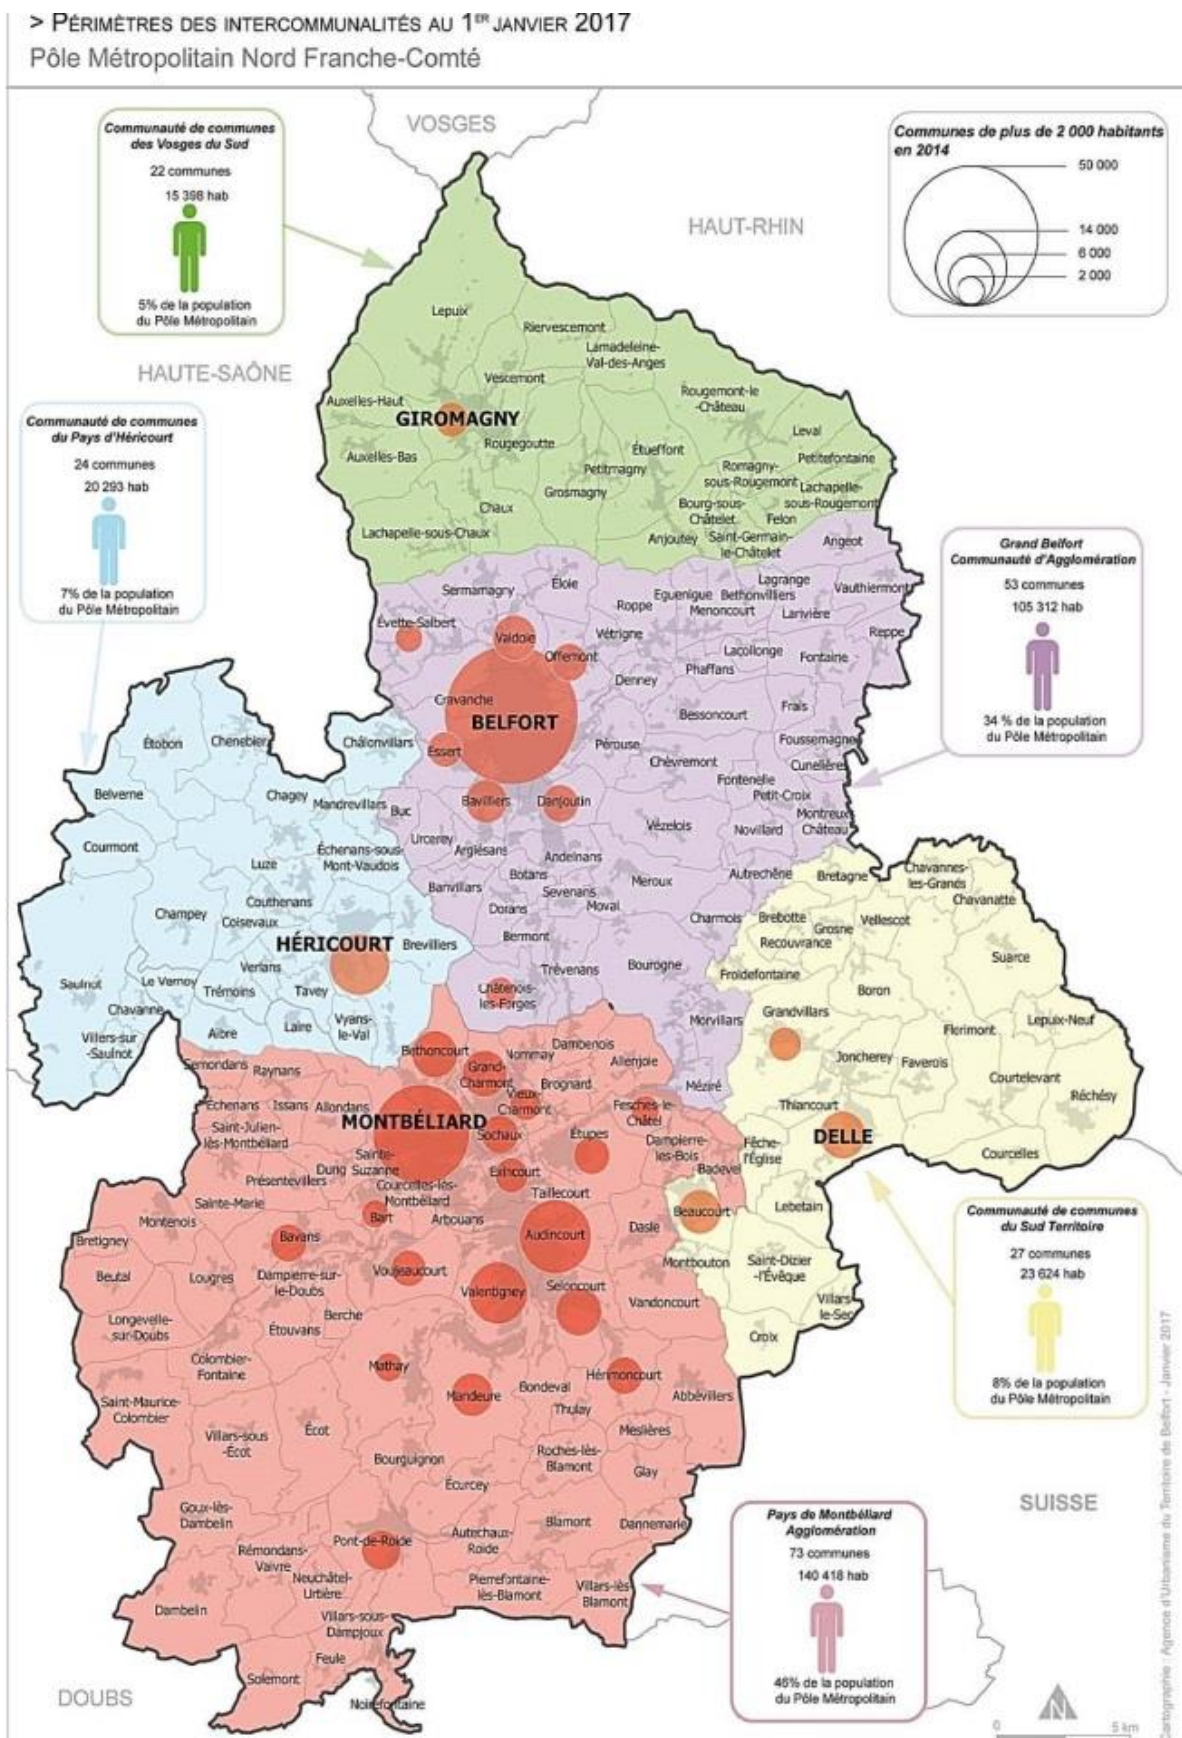 > PÉRIMÈTRES DES INTERCOMMUNALITÉS AU 1ER JANVIER 2017
Pôle Métropolitain Nord Franche-Comté
Communauté de communes
des Vosges du Sud
22 communes
15 398 hab
5% de la population
du Pôle Métropolitain
VOSGES
HAUT-RHIN
Communes de plus de 2 000 habitants
en 2014
50 000
14 000
6 000
2 000
HAUTE-SAÔNE
Communauté de communes
du Pays d'Héricourt
24 communes
20 293 hab
7% de la population
du Pôle Métropolitain
Lepuix
Riervescemont
Lamadeleine-
Val-des-Anges
Vescemont
Rougemont-le
-Château
Auxelles-Haut
GIROMAGNY
Leval
Rougegoutte
Étueffont
Auxelles-Bas
Petitefontaine
Petitmagny
Romagny-
sous-Rougemont
Lachapelle-
sous-Rougemont
Grosmagny
Chaux
Bourg-sous-
Châtelet
Felon
Lachapelle-sous-Chaux
Anjoutey
Saint-Germain-
le-Châtelet
Angeot
Grand Belfort
Communauté d'Agglomération
53 communes
105 312 hab
34 % de la population
du Pôle Métropolitain
Sermamagny
Éloie
Lagrange
Vauthiermont
Eguenigue
Bethonvilliers
Roppe
Menoncourt
Larivière
Évette-Salbert
Valdoie
Vétrigne
Reppe
Offemont
Lacollonge
Fontaine
Phaffans
Denney
Cravanche
Frais
BELFORT
Bessoncourt
Essert
Pérouse
Foussemagne
Chèvremont
Cunelières
Fontenelle
Petit-Croix
Bavilliers
Danjoutin
Montreux
Château
Buc
Vézelois
Novillard
Urcerey
Argiésans
Andelnans
Botans
Meroux
Autrechêne
Banvillars
Sevenans
Moval
Dorans
Charmois
Bermont
Trévenans
Bourogne
Châtenois-
les-Forges
Morvillars
Méziré
Étobon
Chenebier
Châlonvillars
Belverne
Chagey
Mandrevillars
Courmont
Luze
Échenans-sous-
Mont-Vaudois
Couthenans
Champey
Coisevaux
HÉRICOURT
Brevilliers
Verlans
Saulnot
Le Vernoy
Trémoins
Tavey
Chavanne
Villers-sur
-Saulnot
Aibre
Laire
Vyans-
le-Val
Bretagne
Chavannes-
les-Grands
Chavanatte
Brebotte
Vellescot
Grosne
Recouvrance
Suarce
Froidefontaine
Boron
Grandvillars
Lepuix-Neuf
Florimont
Joncherey
Faverois
Courtelevant
Réchésy
Thiancourt
DELLE
Fêche-
l'Église
Courcelles
Lebetain
Beaucourt
Montbouton
Saint-Dizier
-l'Évêque
Villars-
le-Sec
Croix
Communauté de communes
du Sud Territoire
27 communes
23 624 hab
8% de la population
du Pôle Métropolitain
Semondans
Raynans
Bethoncourt
Nommay
Dambenois
Allenjoie
Grand-
Charmont
Brognard
Vieux-
Charmont
Échenans
Issans
Allondans
Fesches-le-
Châtel
MONTBÉLIARD
Saint-Julien-
lès-Montbéliard
Sochaux
Étupes
Dampierre-
les-Bois
Sainte-
Suzanne
Dung
Exincourt
Badevel
Présentevillers
Courcelles-lès-
Montbéliard
Taillecourt
Sainte-Marie
Bart
Arbouans
Montenois
Dasle
Bretigney
Bavans
Audincourt
Beutal
Lougres
Dampierre-sur-
le-Doubs
Voujeaucourt
Valentigney
Seloncourt
Vandoncourt
Longevelle-
sur-Doubs
Berche
Étouvans
Colombier-
Fontaine
Mathay
Hérimoncourt
Mandeure
Bondeval
Abbévillers
Saint-Maurice-
Colombier
Thulay
Villars-sous
-Écot
Écot
Meslières
Bourguignon
Roches-lès-
Blamont
Glay
Écurcey
Goux-lès-
Dambelin
Blamont
Dannemarie
Pont-de-Roide
Autechaux-
Roide
Rémondans-
Vaivre
Neuchâtel-
Urtière
Pierrefontaine-
lès-Blamont
Villars-lès-
Blamont
Dambelin
Villars-sous-
Dampjoux
Feule
Solemont
Noirefontaine
SUISSE
Pays de Montbéliard
Agglomération
73 communes
140 418 hab
46% de la population
du Pôle Métropolitain
DOUBS
N
0
5 km
Cartographie : Agence d'Urbanisme du Territoire de Belfort - Janvier 2017